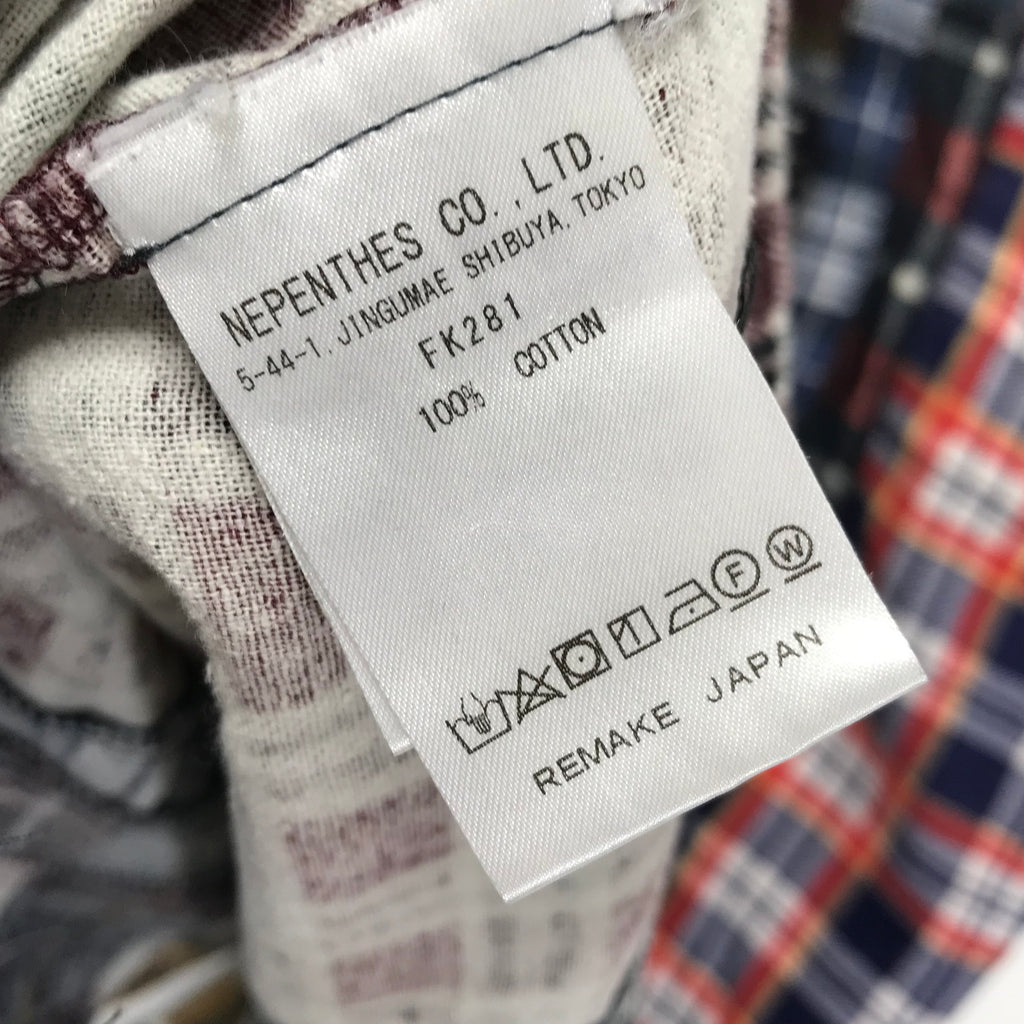 NEPENTHES CO.,LTD.
5-44-1. JINGUMAE SHIBUYA. TOKYO
FK281
100% COTTON
F W
REMAKE JAPAN